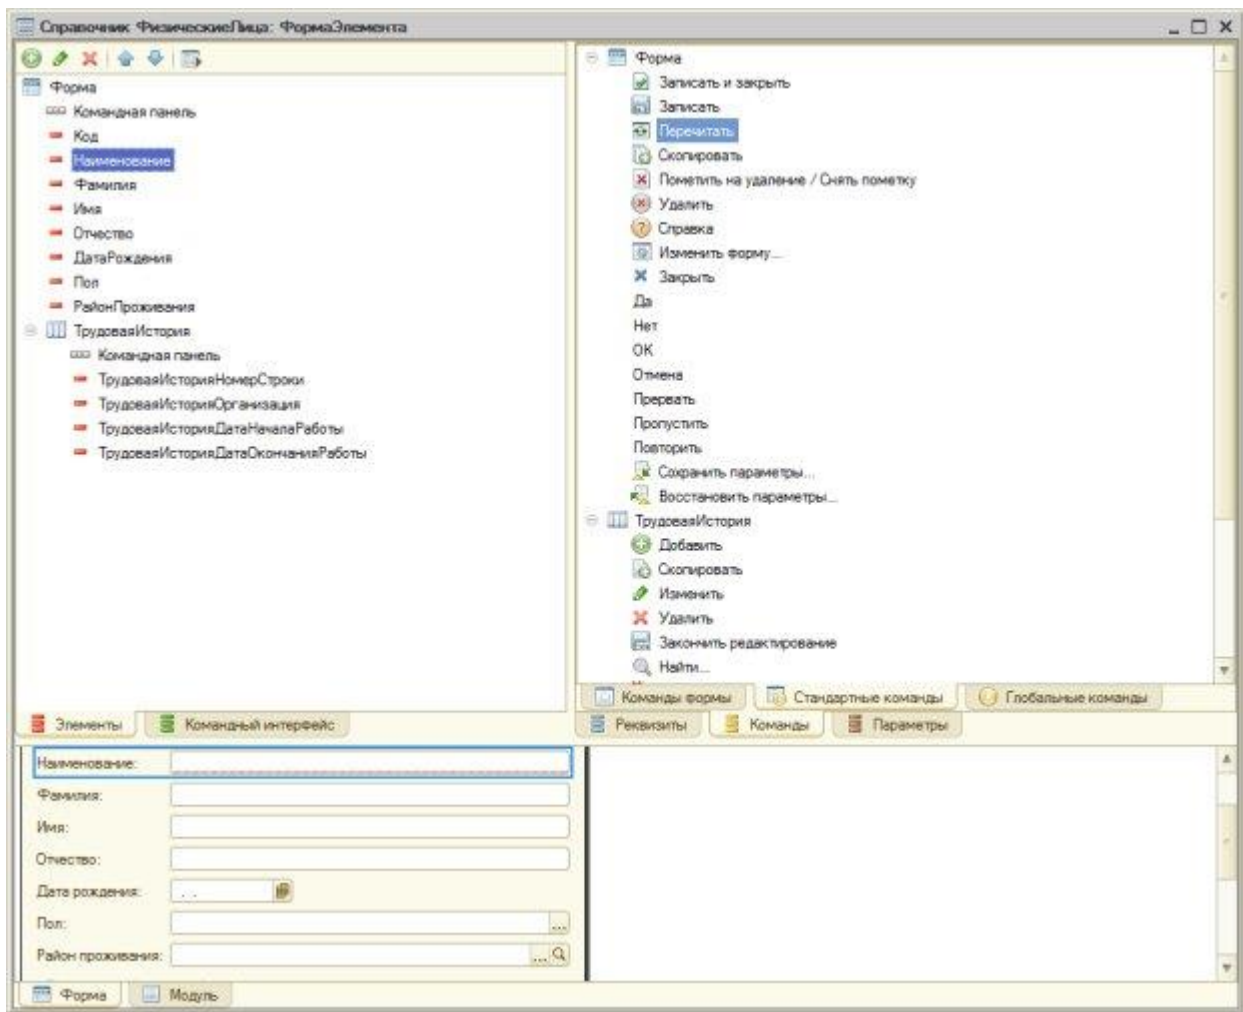 Справочник ФизическиеЛица: ФормаЭлемента
Форма
Командная панель
Код
Наименование
Фамилия
Имя
Отчество
ДатаРождения
Пол
РайонПроживания
ТрудоваяИстория
Командная панель
ТрудоваяИсторияНомерСтроки
ТрудоваяИсторияОрганизация
ТрудоваяИсторияДатаНачалаРаботы
ТрудоваяИсторияДатаОкончанияРаботы
Элементы
Командный интерфейс
Форма
Записать и закрыть
Записать
Перечитать
Скопировать
Пометить на удаление / Снять пометку
Удалить
Справка
Изменить форму...
Закрыть
Да
Нет
ОК
Отмена
Прервать
Пропустить
Повторить
Сохранить параметры...
Восстановить параметры...
ТрудоваяИстория
Добавить
Скопировать
Изменить
Удалить
Закончить редактирование
Найти...
Команды формы
Стандартные команды
Глобальные команды
Реквизиты
Команды
Параметры
Наименование:
Фамилия:
Имя:
Отчество:
Дата рождения: . .
Пол: ...
Район проживания: ...
Форма
Модуль